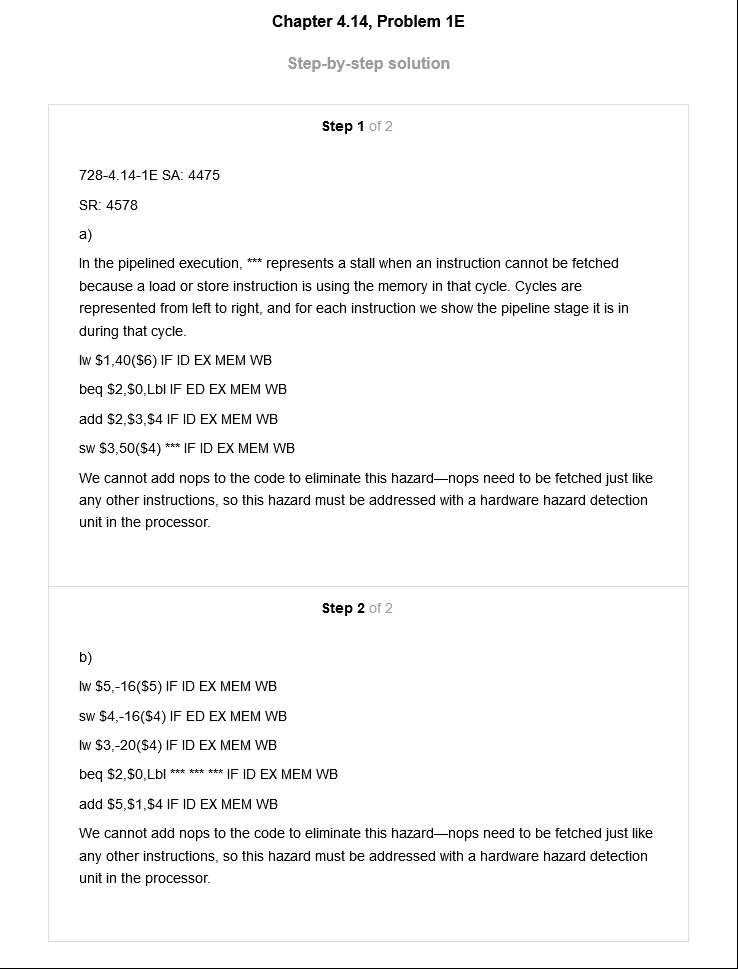 Chapter 4.14, Problem 1E
Step-by-step solution
Step 1 of 2
728-4.14-1E SA: 4475
SR: 4578
a)
In the pipelined execution, *** represents a stall when an instruction cannot be fetched
because a load or store instruction is using the memory in that cycle. Cycles are
represented from left to right, and for each instruction we show the pipeline stage it is in
during that cycle.
lw $1,40($6) IF ID EX MEM WB
beq $2,$0,Lbl IF ED EX MEM WB
add $2,$3,$4 IF ID EX MEM WB
sw $3,50($4) *** IF ID EX MEM WB
We cannot add nops to the code to eliminate this hazard—nops need to be fetched just like
any other instructions, so this hazard must be addressed with a hardware hazard detection
unit in the processor.
Step 2 of 2
b)
lw $5,-16($5) IF ID EX MEM WB
sw $4,-16($4) IF ED EX MEM WB
lw $3,-20($4) IF ID EX MEM WB
beq $2,$0,Lbl *** *** *** IF ID EX MEM WB
add $5,$1,$4 IF ID EX MEM WB
We cannot add nops to the code to eliminate this hazard—nops need to be fetched just like
any other instructions, so this hazard must be addressed with a hardware hazard detection
unit in the processor.